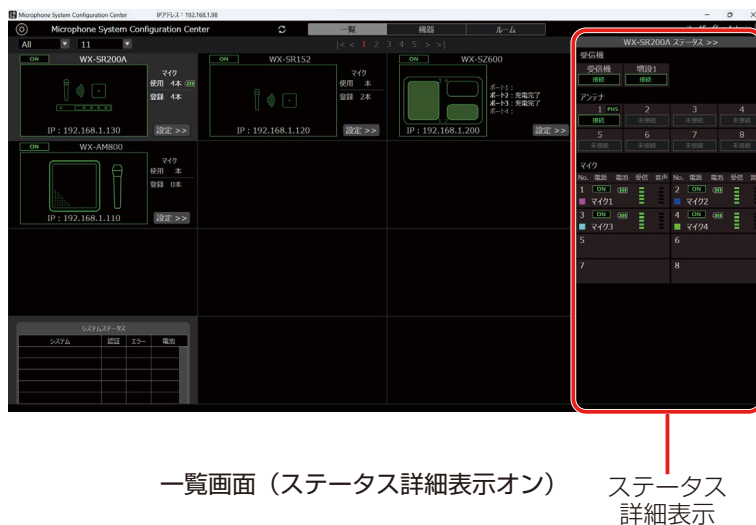 Microphone System Configuration Center IPアドレス：192.168.1.98
Microphone System Configuration Center 一覧 機器 ルーム
All 11 |< < 1 2 3 4 5 > >|
ON WX-SR200A
マイク
使用 4本
登録 4本
IP：192.168.1.130 設定 >>
ON WX-SR152
マイク
使用 本
登録 2本
IP：192.168.1.120 設定 >>
ON WX-SZ600
ポート1：
ポート2：充電完了
ポート3：充電完了
ポート4：
IP：192.168.1.200 設定 >>
ON WX-AM800
マイク
使用 本
登録 0本
IP：192.168.1.110 設定 >>
システムステータス
システム 認証 エラー 電池
WX-SR200A ステータス >>
受信機
受信機 増設1
接続 接続
アンテナ
1 PHS 2 3 4
接続 未接続 未接続 未接続
5 6 7 8
未接続 未接続 未接続 未接続
マイク
No. 電源 電池 受信 音声 No. 電源 電池 受信
1 ON 2 ON
マイク1 マイク2
3 ON 4 ON
マイク3 マイク4
5 6
7 8
一覧画面（ステータス詳細表示オン）
ステータス
詳細表示